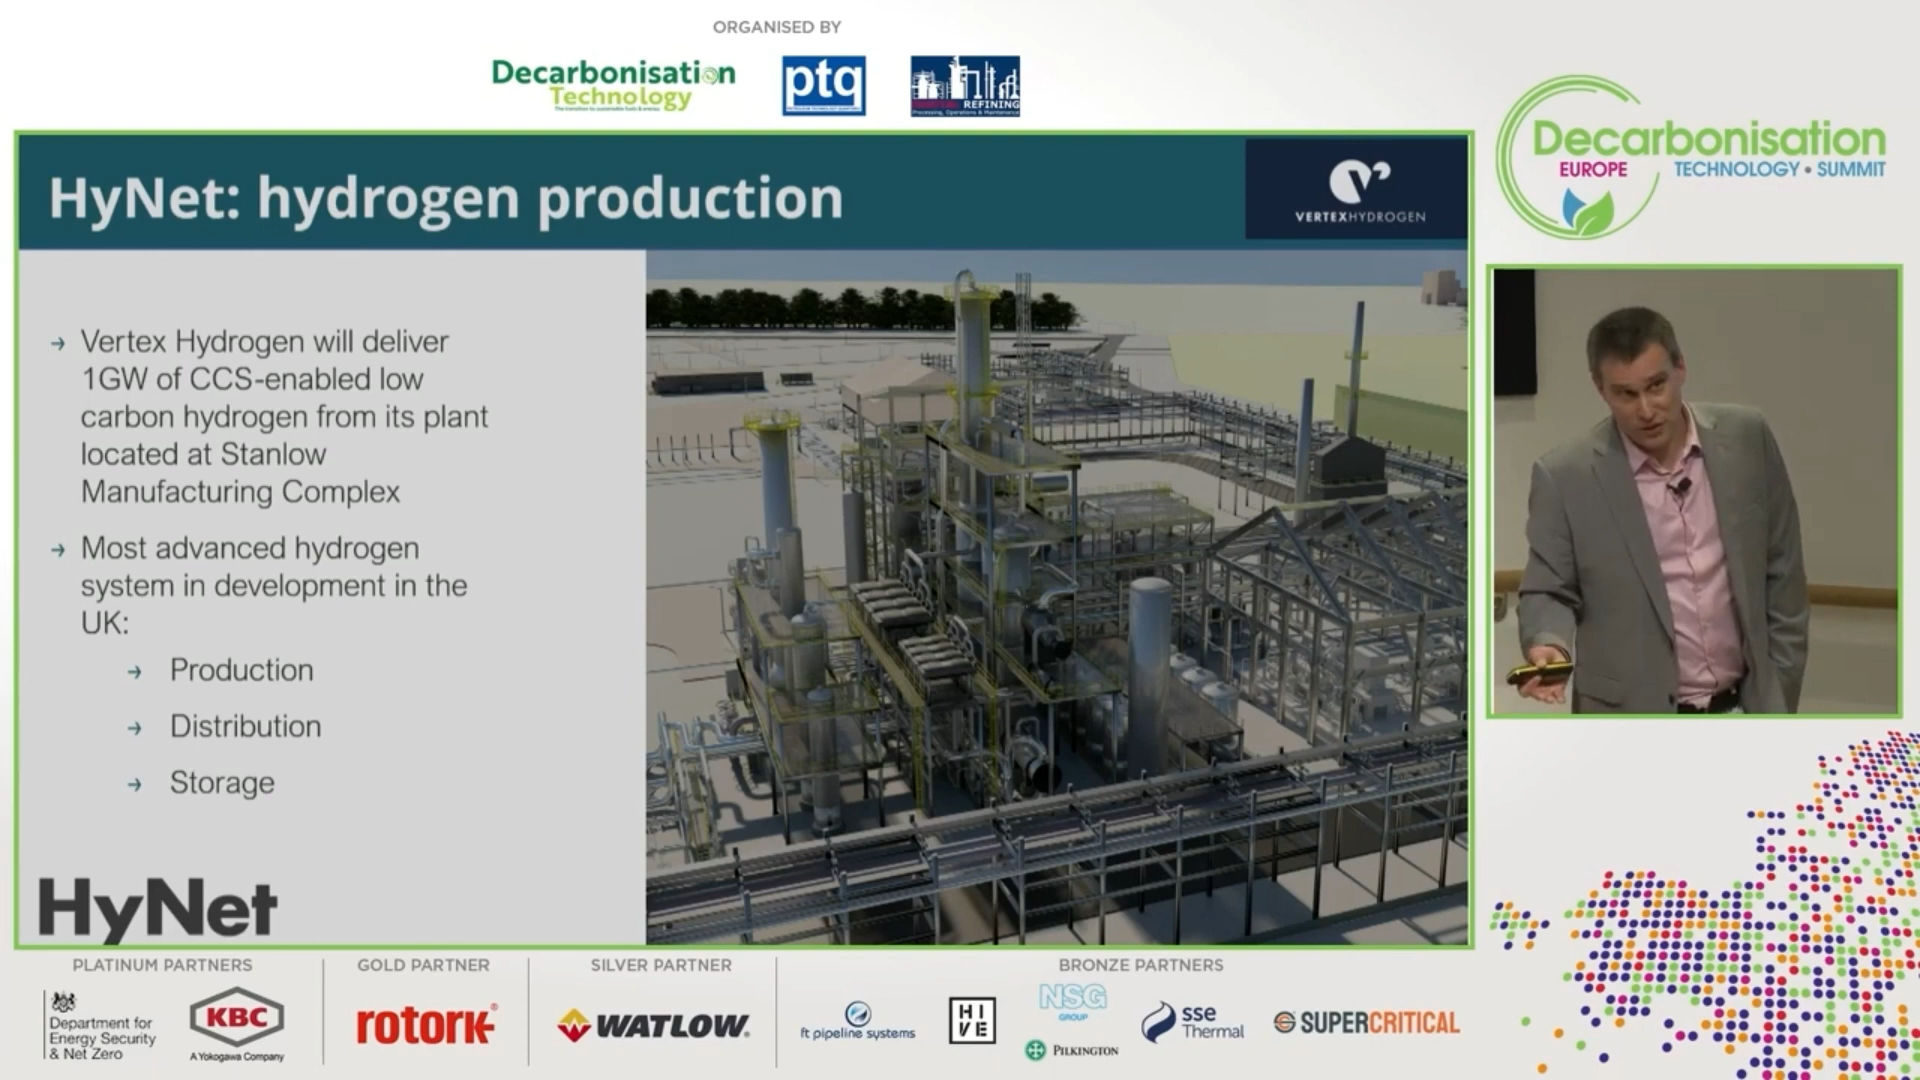 ORGANISED BY
Decarbonisation
Technology
ptq
REFINING
Processing, Operations & Maintenance
Decarbonisation
EUROPE TECHNOLOGY • SUMMIT
HyNet: hydrogen production
VERTEXHYDROGEN
→ Vertex Hydrogen will deliver
1GW of CCS-enabled low
carbon hydrogen from its plant
located at Stanlow
Manufacturing Complex
→ Most advanced hydrogen
system in development in the
UK:
→ Production
→ Distribution
→ Storage
HyNet
PLATINUM PARTNERS
Department for
Energy Security
& Net Zero
KBC
A Yokogawa Company
GOLD PARTNER
rotork®
SILVER PARTNER
WATLOW®
BRONZE PARTNERS
ft pipeline systems
HI
VE
NSG
GROUP
PILKINGTON
sse
Thermal
SUPERCRITICAL